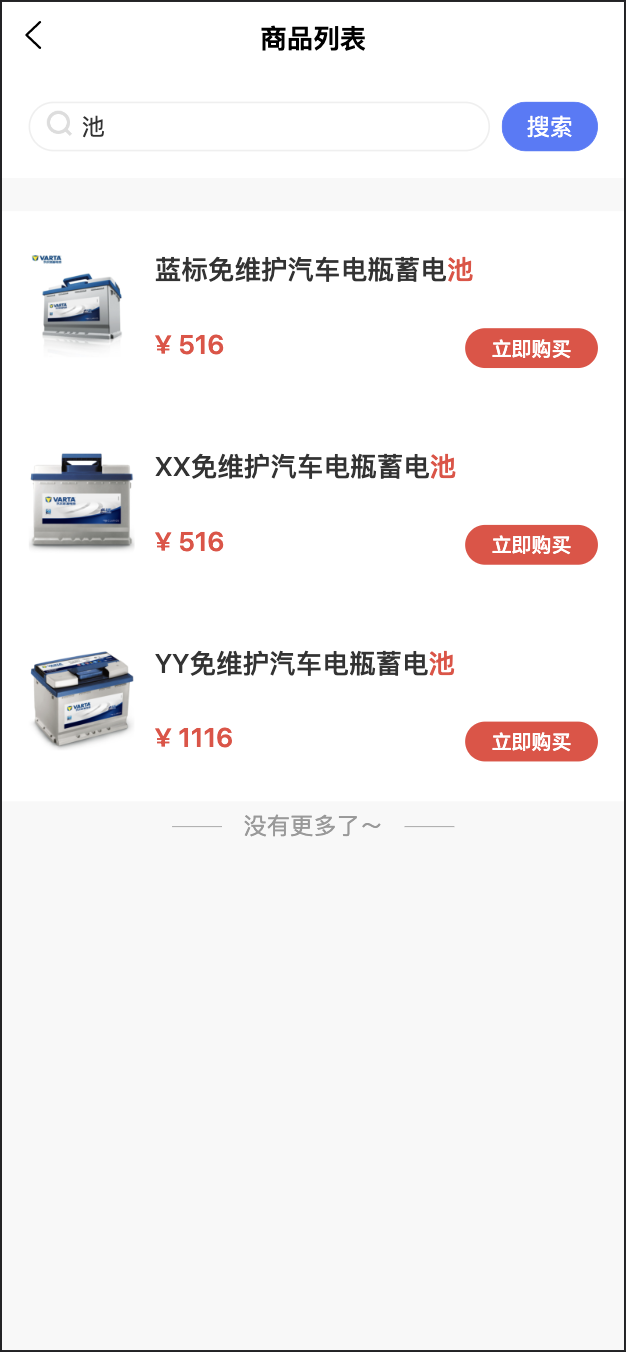 商品列表
池
搜索
VARTA
蓝标免维护汽车电瓶蓄电池
VARTA
¥ 516
立即购买
XX免维护汽车电瓶蓄电池
VARTA
¥ 516
立即购买
YY免维护汽车电瓶蓄电池
VARTA
¥ 1116
立即购买
没有更多了～